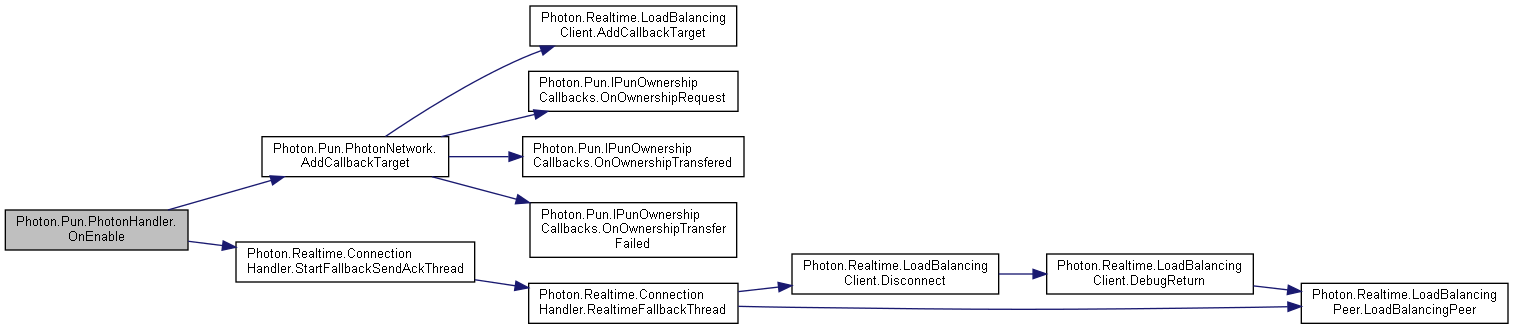 Photon.Realtime.LoadBalancing
Client.AddCallbackTarget
Photon.Pun.IPunOwnership
Callbacks.OnOwnershipRequest
Photon.Pun.PhotonNetwork.
AddCallbackTarget
Photon.Pun.IPunOwnership
Callbacks.OnOwnershipTransfered
Photon.Pun.IPunOwnership
Callbacks.OnOwnershipTransfer
Failed
Photon.Pun.PhotonHandler.
OnEnable
Photon.Realtime.Connection
Handler.StartFallbackSendAckThread
Photon.Realtime.Connection
Handler.RealtimeFallbackThread
Photon.Realtime.LoadBalancing
Client.Disconnect
Photon.Realtime.LoadBalancing
Client.DebugReturn
Photon.Realtime.LoadBalancing
Peer.LoadBalancingPeer